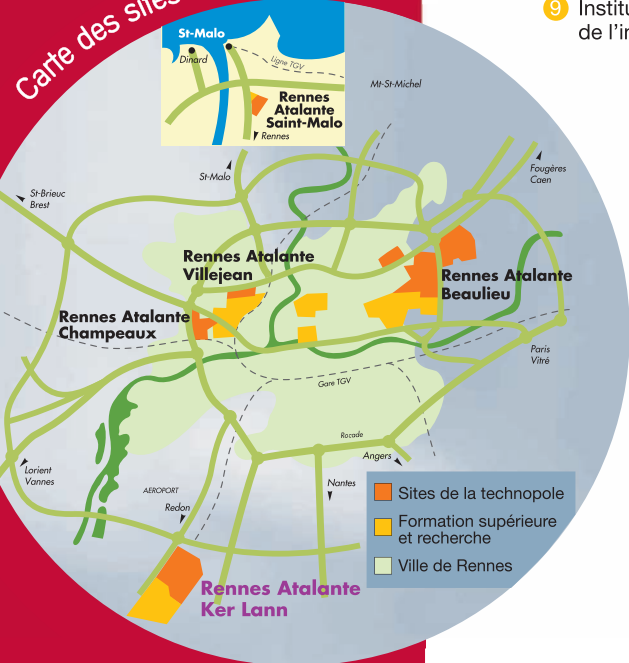 Carte des sites
9 Institu
de l'in
St-Malo
Dinard
Ligne TGV
Rennes
Atalante
Saint-Malo
Rennes
Mt-St-Michel
St-Malo
Fougères
Caen
St-Brieuc
Brest
Rennes Atalante
Villejean
Rennes Atalante
Beaulieu
Rennes Atalante
Champeaux
Paris
Vitré
Gare TGV
Rocade
Angers
Lorient
Vannes
Nantes
AEROPORT
Redon
Sites de la technopole
Formation supérieure
et recherche
Ville de Rennes
Rennes Atalante
Ker Lann